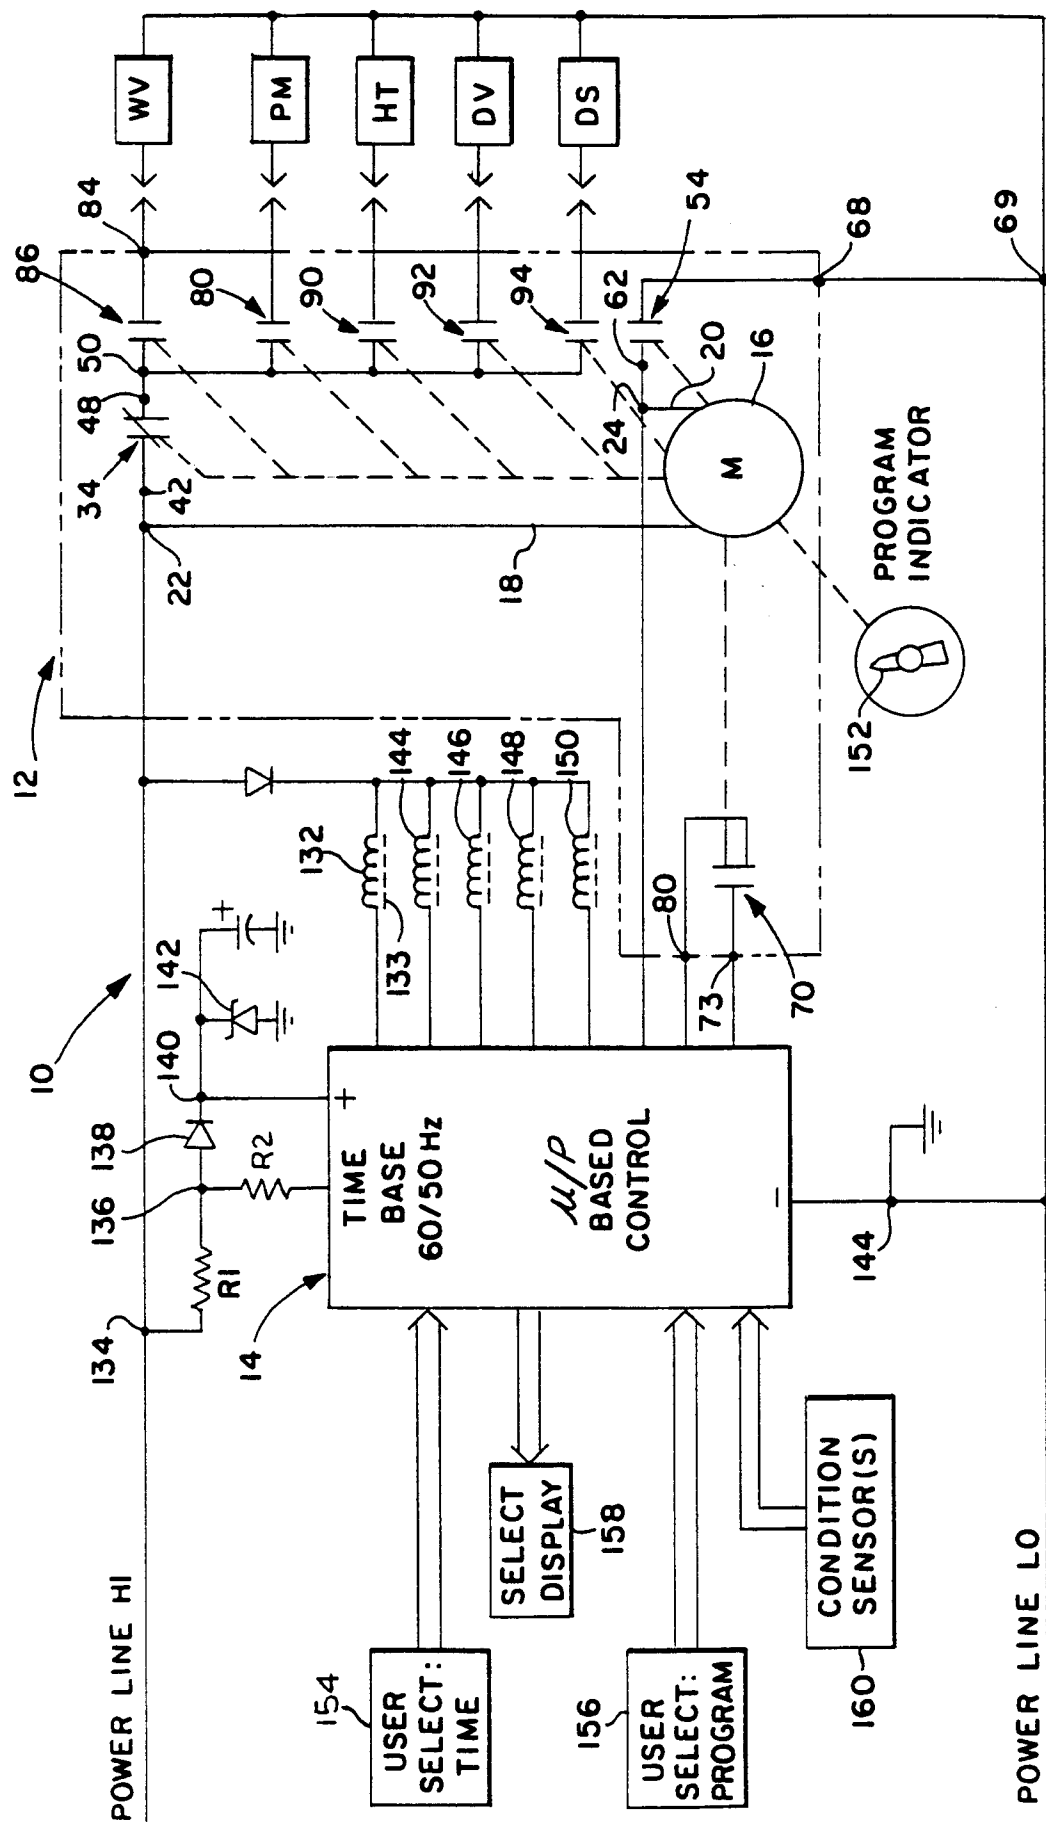 10
12
86
84
POWER LINE HI
134
136
138
140
142
+
22
42
34
48
50
WV
R1
R2
80
PM
14
+
132
133
90
HT
154
USER
SELECT:
TIME
TIME
BASE
60/50 Hz
144
146
148
150
92
DV
SELECT
DISPLAY
158
μ/P
BASED
CONTROL
18
94
DS
156
USER
SELECT:
PROGRAM
24
62
54
80
73
70
M
20
16
−
CONDITION
SENSOR(S)
160
144
152
PROGRAM
INDICATOR
68
69
POWER LINE LO